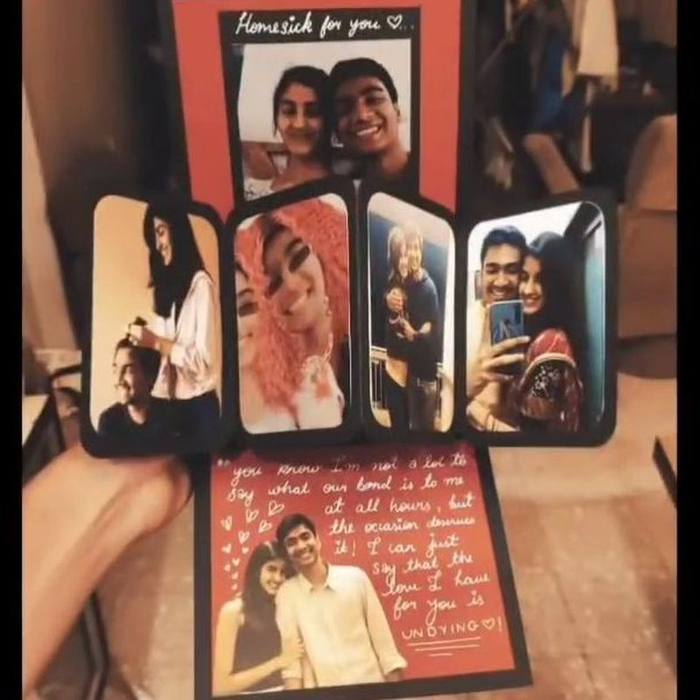 Homesick for you ♡...
you know I'm not a lot to
say what our bond is to me
at all hours, but
the occasion deserves
it! I can just
say that the
love I have
for you is
UNDYING ♡!